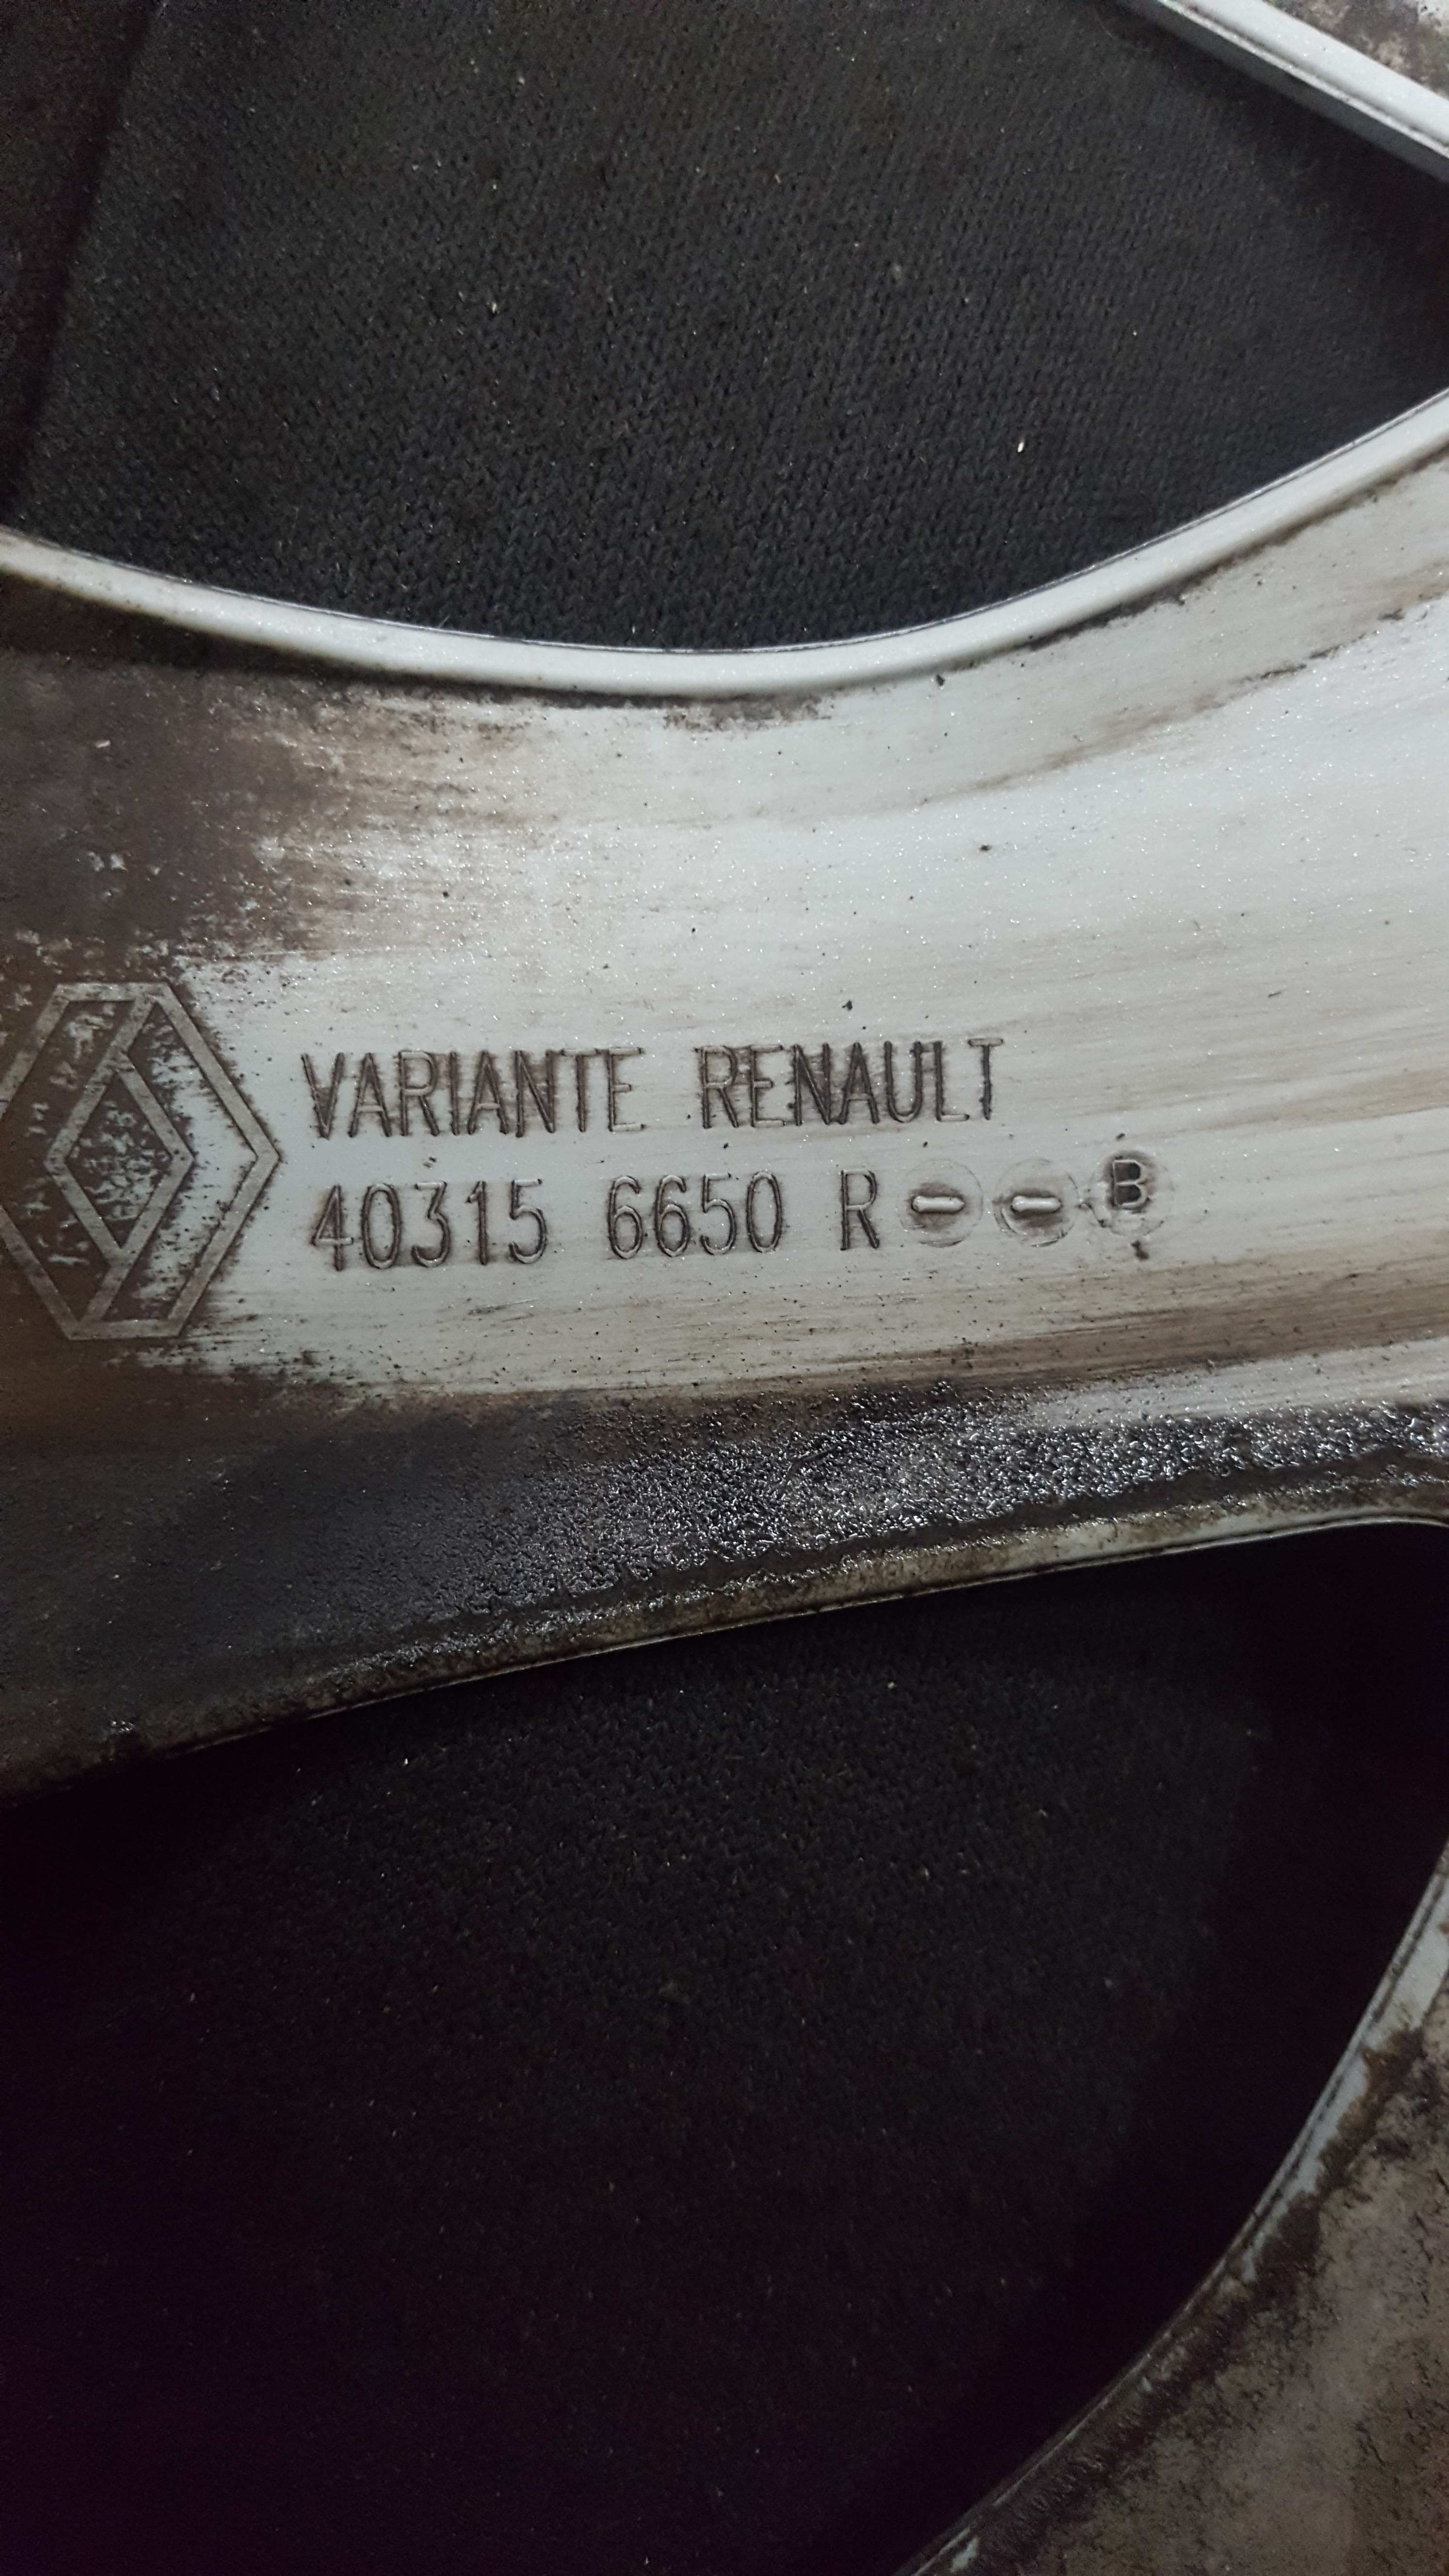 VARIANTE RENAULT
40315 6650 R - - B